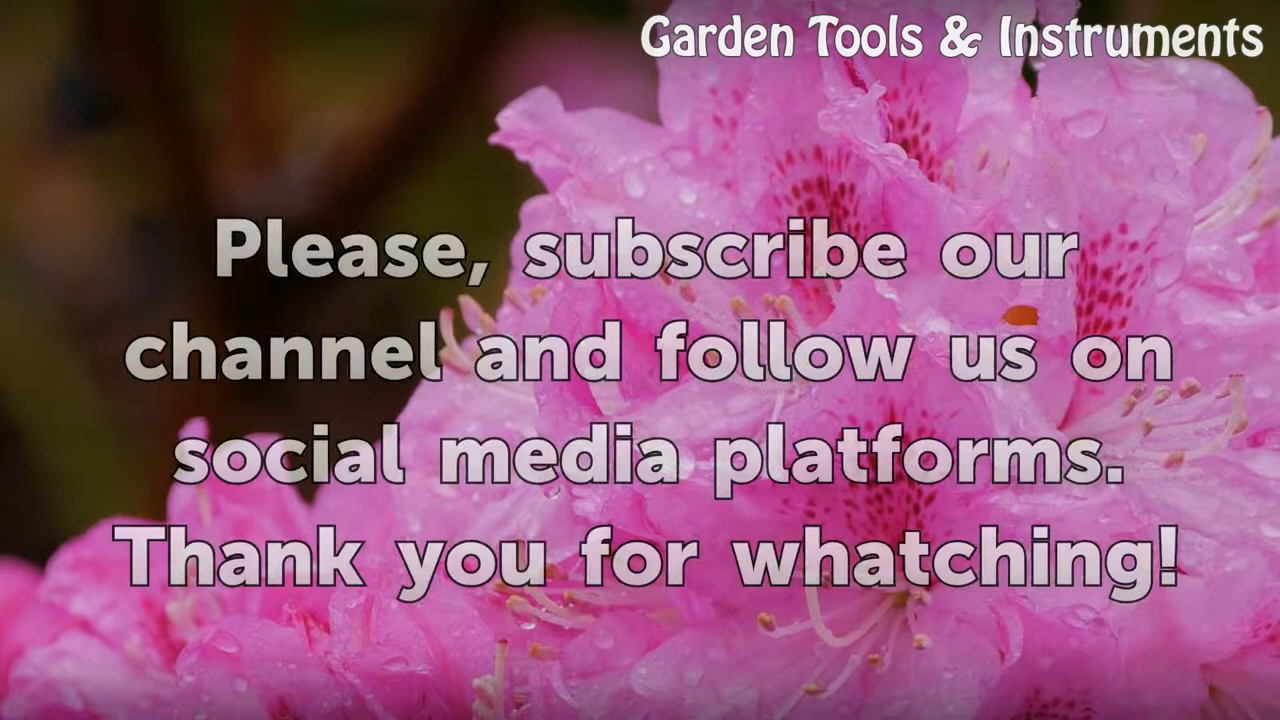 Garden Tools & Instruments
Please, subscribe our
channel and follow us on
social media platforms.
Thank you for whatching!